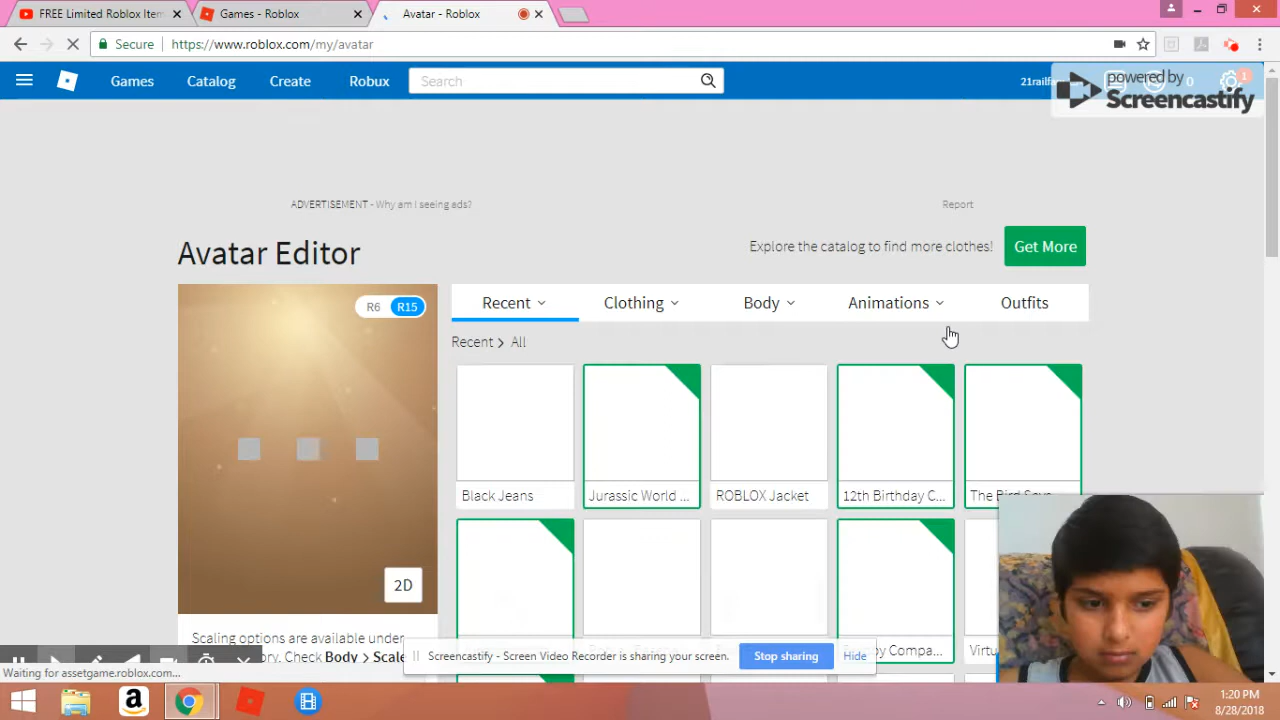 FREE Limited Roblox Item
Games - Roblox
Avatar - Roblox
Secure
https://www.roblox.com/my/avatar
Games
Catalog
Create
Robux
Search
0
1
powered by
Screencastify
ADVERTISEMENT - Why am I seeing ads?
Report
Avatar Editor
Explore the catalog to find more clothes!
Get More
R6
R15
Recent
Clothing
Body
Animations
Outfits
Recent > All
Black Jeans
Jurassic World ...
ROBLOX Jacket
12th Birthday C...
2D
Scaling options are available under
Check Body > Scale
Screencastify - Screen Video Recorder is sharing your screen.
Stop sharing
Hide
Waiting for assetgame.roblox.com...
1:20 PM
8/28/2018